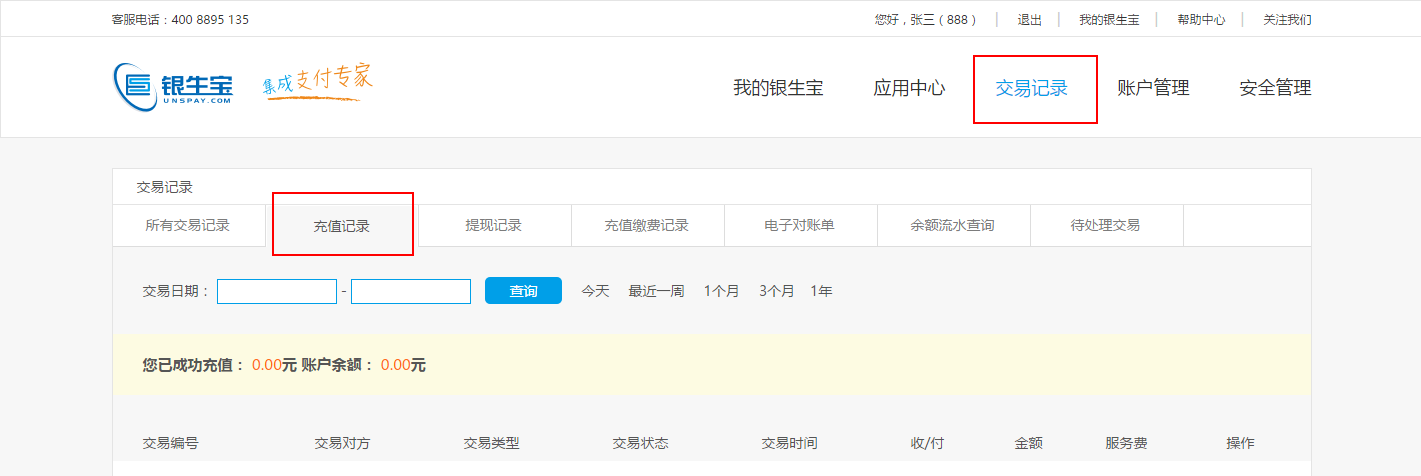 客服电话：400 8895 135 您好，张三（888） | 退出 | 我的银生宝 | 帮助中心 | 关注我们
银生宝 集成支付专家 我的银生宝 应用中心 交易记录 账户管理 安全管理
UNSPAY.COM
交易记录
所有交易记录 充值记录 提现记录 充值缴费记录 电子对账单 余额流水查询 待处理交易
交易日期： - 查询 今天 最近一周 1个月 3个月 1年
您已成功充值： 0.00元 账户余额： 0.00元
交易编号 交易对方 交易类型 交易状态 交易时间 收/付 金额 服务费 操作